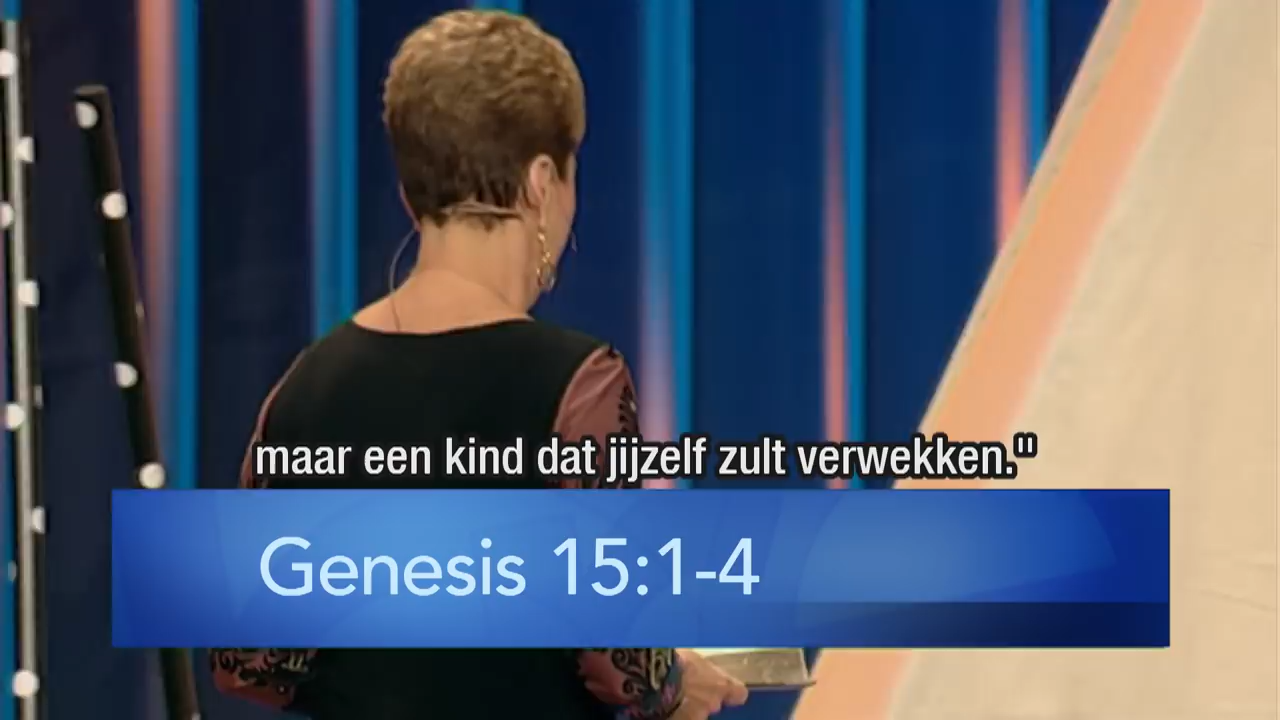 maar een kind dat jijzelf zult verwekken."
Genesis 15:1-4